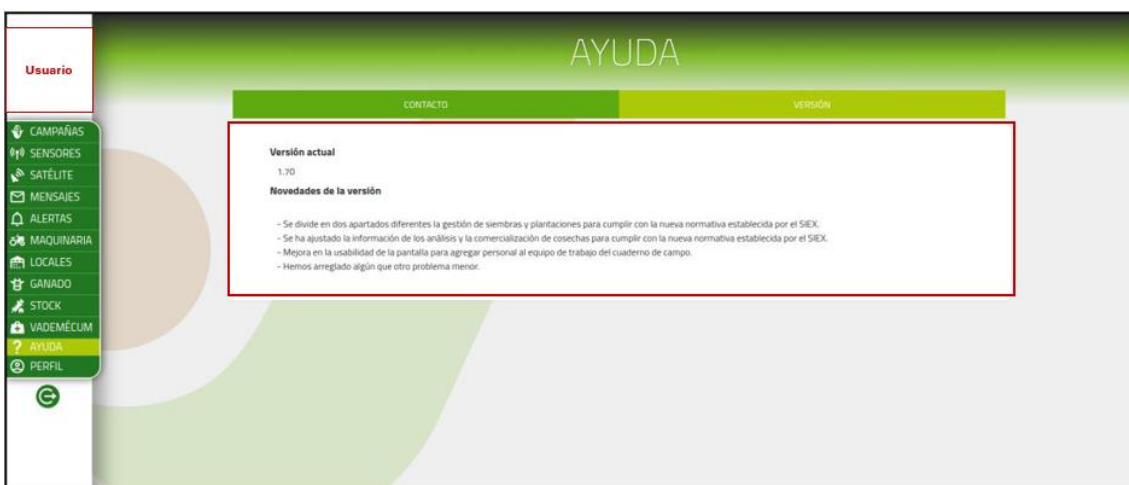 AYUDA
Usuario
CONTACTO
VERSIÓN
CAMPAÑAS
SENSORES
SATÉLITE
MENSAJES
ALERTAS
MAQUINARIA
LOCALES
GANADO
STOCK
VADEMÉCUM
AYUDA
PERFIL
Versión actual
1.70
Novedades de la versión
- Se divide en dos apartados diferentes la gestión de siembras y plantaciones para cumplir con la nueva normativa establecida por el SIEX.
- Se ha ajustado la información de los análisis y la comercialización de cosechas para cumplir con la nueva normativa establecida por el SIEX.
- Mejora en la usabilidad de la pantalla para agregar personal al equipo de trabajo del cuaderno de campo.
- Hemos arreglado algún que otro problema menor.